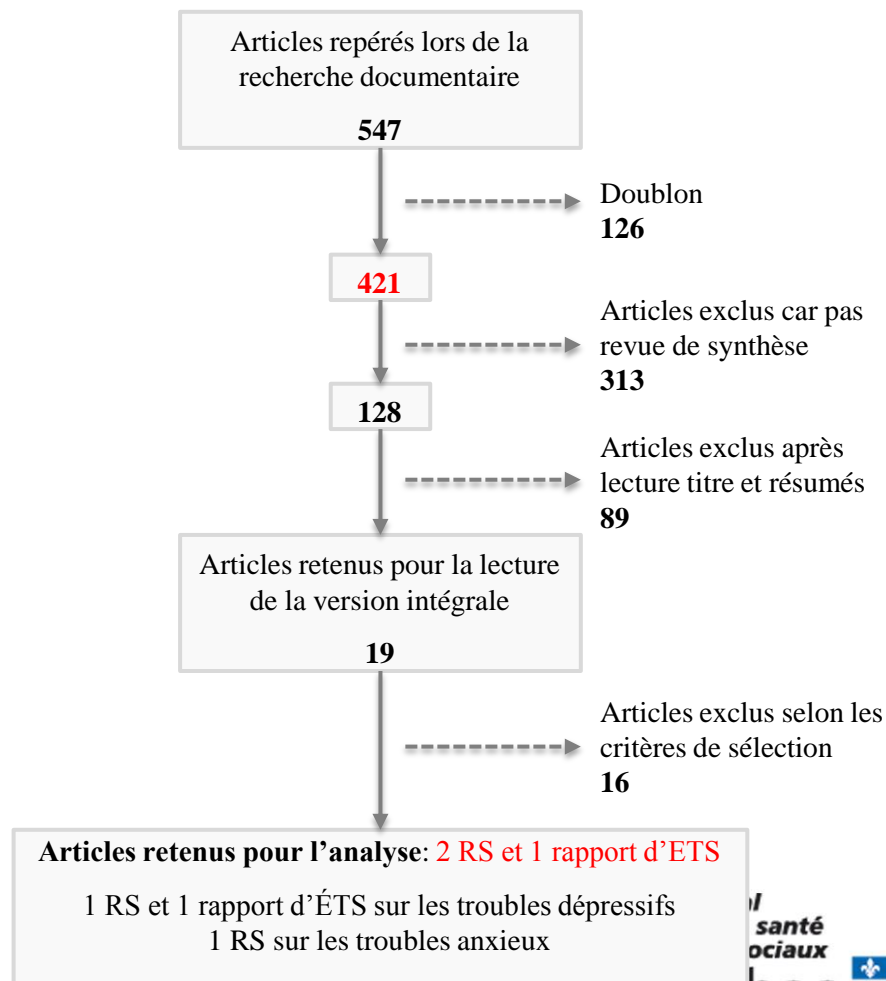 Articles repérés lors de la
recherche documentaire
547
Doublon
126
421
Articles exclus car pas
revue de synthèse
313
128
Articles exclus après
lecture titre et résumés
89
Articles retenus pour la lecture
de la version intégrale
19
Articles exclus selon les
critères de sélection
16
Articles retenus pour l’analyse: 2 RS et 1 rapport d’ETS
1 RS et 1 rapport d’ÉTS sur les troubles dépressifs
1 RS sur les troubles anxieux
santé
ociaux